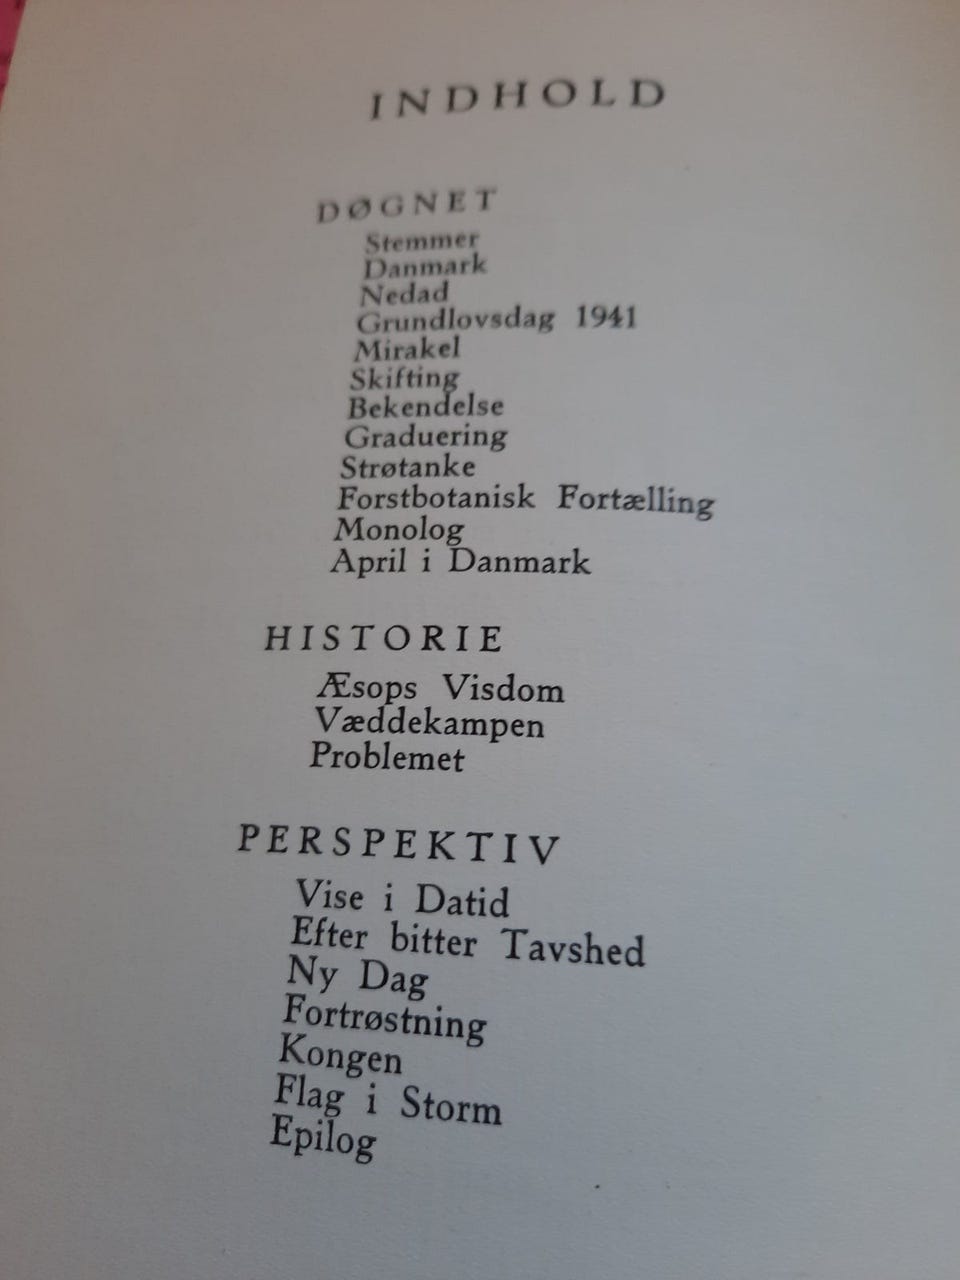 INDHOLD
DØGNET
Stemmer
Danmark
Nedad
Grundlovsdag 1941
Mirakel
Skifting
Bekendelse
Graduering
Strøtanke
Forstbotanisk Fortælling
Monolog
April i Danmark
HISTORIE
Æsops Visdom
Væddekampen
Problemet
PERSPEKTIV
Vise i Datid
Efter bitter Tavshed
Ny Dag
Fortrøstning
Kongen
Flag i Storm
Epilog